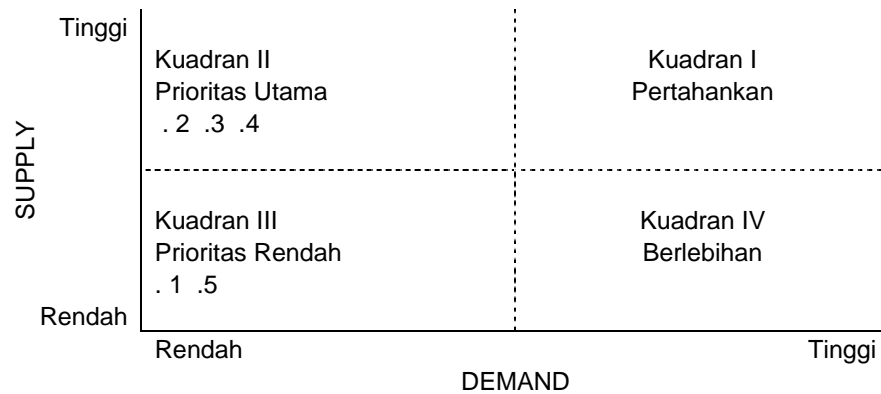 Tinggi
Kuadran II
Prioritas Utama
. 2 .3 .4
Kuadran I
Pertahankan
SUPPLY
Kuadran III
Prioritas Rendah
. 1 .5
Kuadran IV
Berlebihan
Rendah
Rendah
Tinggi
DEMAND